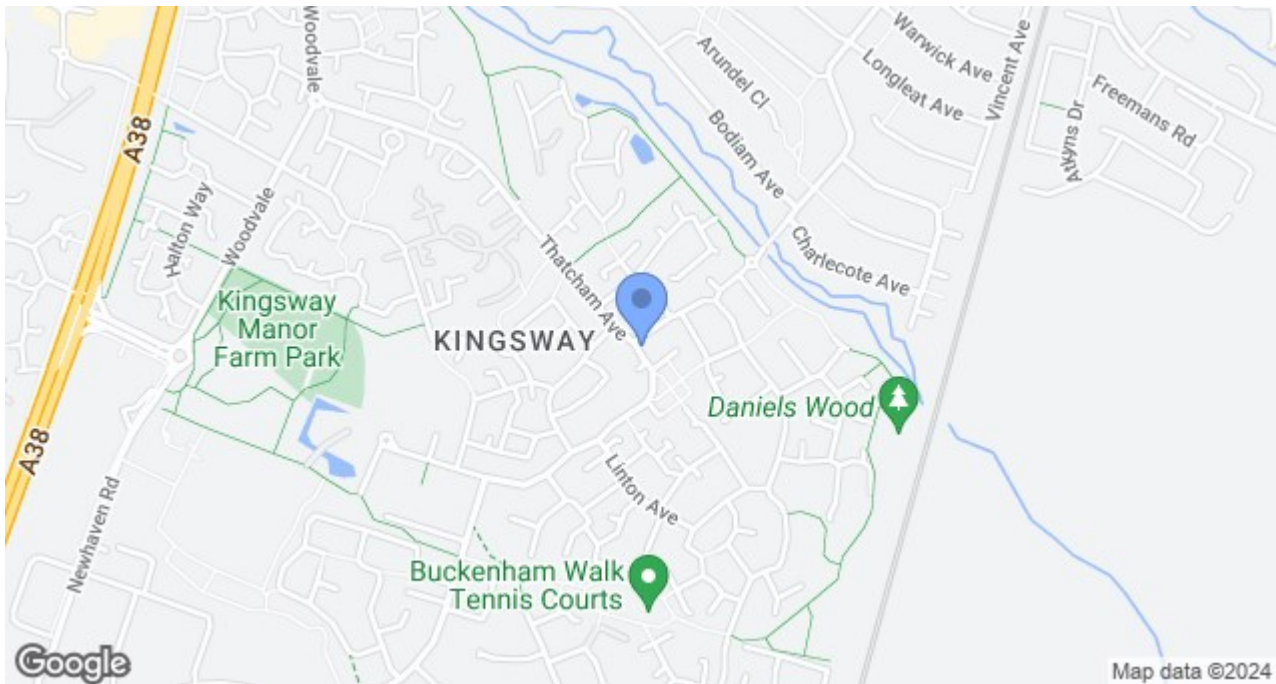 Woodvale
Arundel Cl
Warwick Ave
Longleat Ave
Vincent Ave
Freemans Rd
Atkyns Dr
A38
Bodiam Ave
Halton Way
Woodvale
Thatcham Ave
Charlecote Ave
Kingsway
Manor
Farm Park
KINGSWAY
Daniels Wood
A38
Linton Ave
Newhaven Rd
Buckenham Walk
Tennis Courts
Google
Map data ©2024